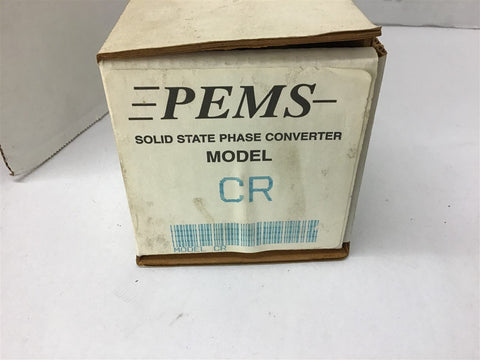 PEMS
SOLID STATE PHASE CONVERTER
MODEL
CR
MODEL CR